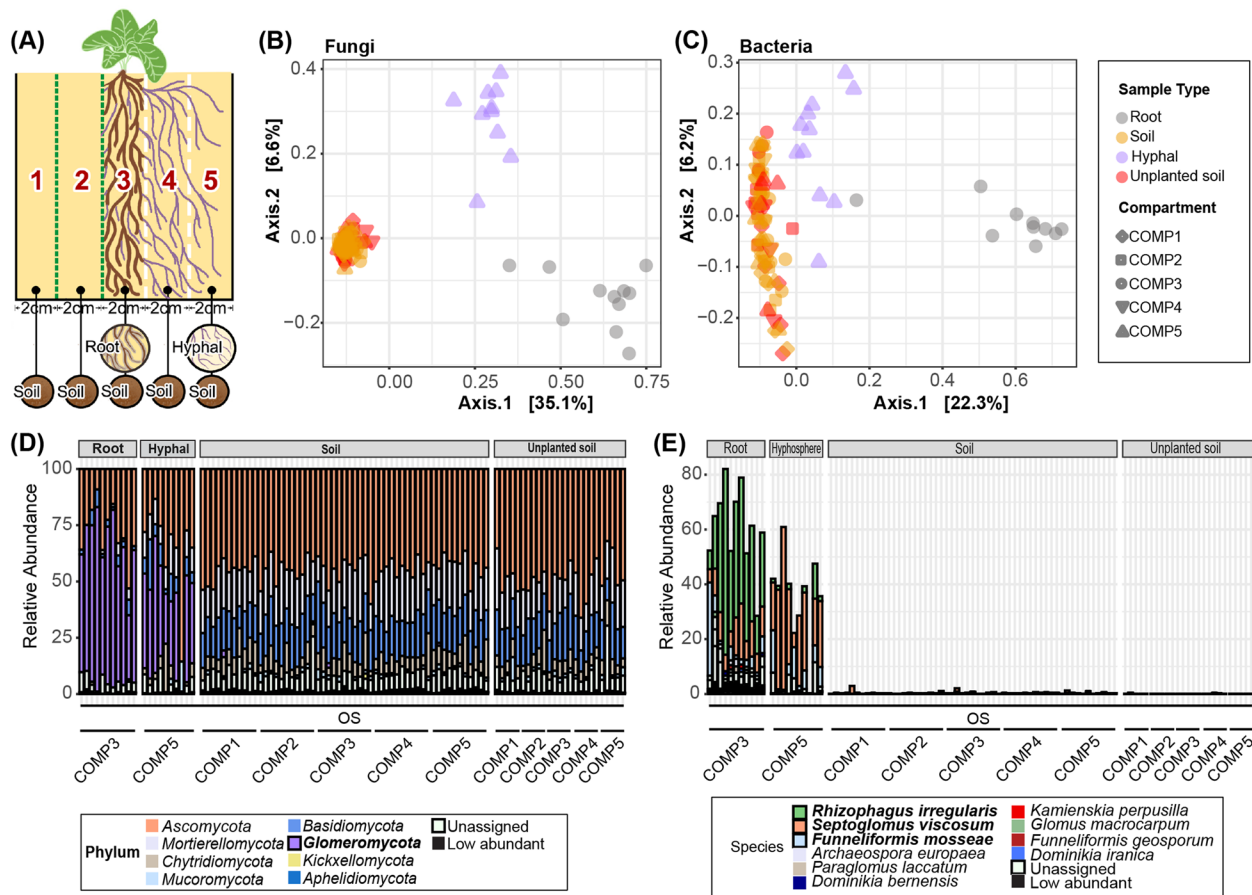 (A)
1 2 3 4 5
2cm 2cm 2cm 2cm 2cm
Root Hyphal
Soil Soil Soil Soil Soil
(B) Fungi
Axis.2 [6.6%]
0.4
0.2
0.0
−0.2
0.00 0.25 0.50 0.75
Axis.1 [35.1%]
(C) Bacteria
Axis.2 [6.2%]
0.3
0.2
0.1
0.0
−0.1
−0.2
0.0 0.2 0.4 0.6
Axis.1 [22.3%]
Sample Type
Root
Soil
Hyphal
Unplanted soil
Compartment
COMP1
COMP2
COMP3
COMP4
COMP5
(D)
Root Hyphal Soil Unplanted soil
Relative Abundance
100
75
50
25
0
OS
COMP3 COMP5 COMP1 COMP2 COMP3 COMP4 COMP5 COMP1 COMP2 COMP3 COMP4 COMP5
Phylum
Ascomycota Basidiomycota Unassigned
Mortierellomycota Glomeromycota Low abundant
Chytridiomycota Kickxellomycota
Mucoromycota Aphelidiomycota
(E)
Root Hyphosphere Soil Unplanted soil
Relative Abundance
80
60
40
20
0
OS
COMP3 COMP5 COMP1 COMP2 COMP3 COMP4 COMP5 COMP1 COMP2 COMP3 COMP4 COMP5
Species
Rhizophagus irregularis Kamienskia perpusilla
Septoglomus viscosum Glomus macrocarpum
Funneliformis mosseae Funneliformis geosporum
Archaeospora europaea Dominikia iranica
Paraglomus laccatum Unassigned
Dominikia bernensis Low abundant